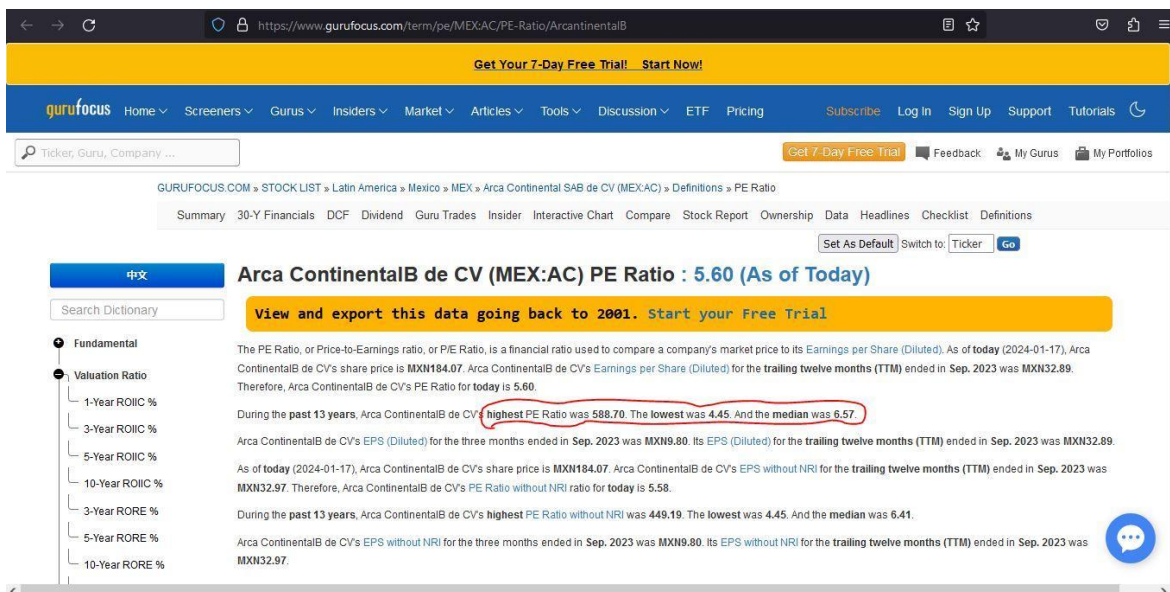 https://www.gurufocus.com/term/pe/MEX:AC/PE-Ratio/ArcantinentalB
Get Your 7-Day Free Trial! Start Now!
gurufocus Home Screeners Gurus Insiders Market Articles Tools Discussion ETF Pricing Subscribe Log In Sign Up Support Tutorials
Ticker, Guru, Company ... Get 7-Day Free Trial Feedback My Gurus My Portfolios
GURUFOCUS.COM » STOCK LIST » Latin America » Mexico » MEX » Arca Continental SAB de CV (MEX:AC) » Definitions » PE Ratio
Summary 30-Y Financials DCF Dividend Guru Trades Insider Interactive Chart Compare Stock Report Ownership Data Headlines Checklist Definitions
Set As Default Switch to: Ticker Go
中文
Search Dictionary
Fundamental
Valuation Ratio
1-Year ROIIC %
3-Year ROIIC %
5-Year ROIIC %
10-Year ROIIC %
3-Year RORE %
5-Year RORE %
10-Year RORE %
Arca ContinentalB de CV (MEX:AC) PE Ratio : 5.60 (As of Today)
View and export this data going back to 2001. Start your Free Trial
The PE Ratio, or Price-to-Earnings ratio, or P/E Ratio, is a financial ratio used to compare a company's market price to its Earnings per Share (Diluted). As of today (2024-01-17), Arca
ContinentalB de CV's share price is MXN184.07. Arca ContinentalB de CV's Earnings per Share (Diluted) for the trailing twelve months (TTM) ended in Sep. 2023 was MXN32.89.
Therefore, Arca ContinentalB de CV's PE Ratio for today is 5.60.
During the past 13 years, Arca ContinentalB de CV's highest PE Ratio was 588.70. The lowest was 4.45. And the median was 6.57.
Arca ContinentalB de CV's EPS (Diluted) for the three months ended in Sep. 2023 was MXN9.80. Its EPS (Diluted) for the trailing twelve months (TTM) ended in Sep. 2023 was MXN32.89.
As of today (2024-01-17), Arca ContinentalB de CV's share price is MXN184.07. Arca ContinentalB de CV's EPS without NRI for the trailing twelve months (TTM) ended in Sep. 2023 was
MXN32.97. Therefore, Arca ContinentalB de CV's PE Ratio without NRI ratio for today is 5.58.
During the past 13 years, Arca ContinentalB de CV's highest PE Ratio without NRI was 449.19. The lowest was 4.45. And the median was 6.41.
Arca ContinentalB de CV's EPS without NRI for the three months ended in Sep. 2023 was MXN9.80. Its EPS without NRI for the trailing twelve months (TTM) ended in Sep. 2023 was
MXN32.97.